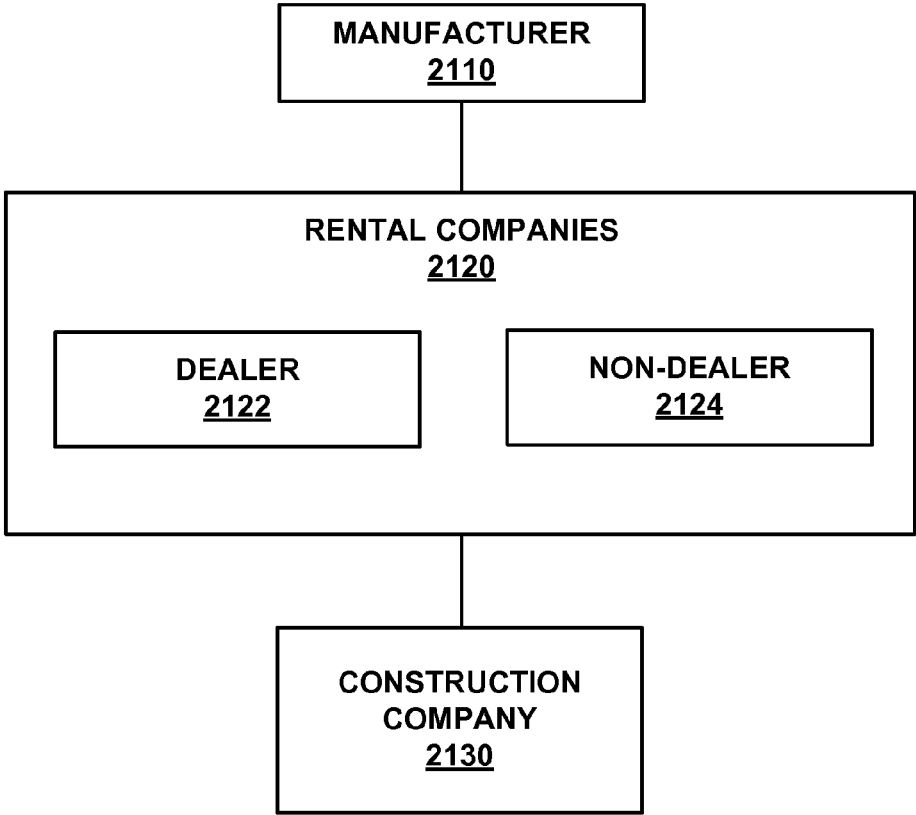 MANUFACTURER
2110
RENTAL COMPANIES
2120
DEALER
2122
NON-DEALER
2124
CONSTRUCTION
COMPANY
2130